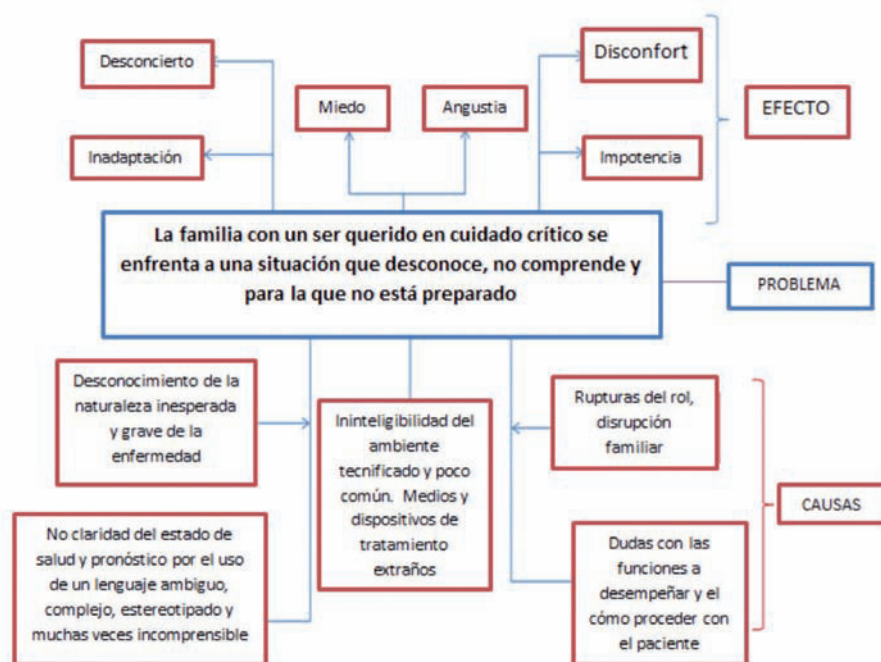 Desconcierto
Disconfort
Miedo
Angustia
EFECTO
Inadaptación
Impotencia
La familia con un ser querido en cuidado crítico se
enfrenta a una situación que desconoce, no comprende y
para la que no está preparado
PROBLEMA
Desconocimiento de la
naturaleza inesperada
y grave de la
enfermedad
Ininteligibilidad del
ambiente
tecnificado y poco
común. Medios y
dispositivos de
tratamiento
extraños
Rupturas del rol,
disrupción
familiar
CAUSAS
No claridad del estado de
salud y pronóstico por el uso
de un lenguaje ambiguo,
complejo, estereotipado y
muchas veces incomprensible
Dudas con las
funciones a
desempeñar y el
cómo proceder con
el paciente